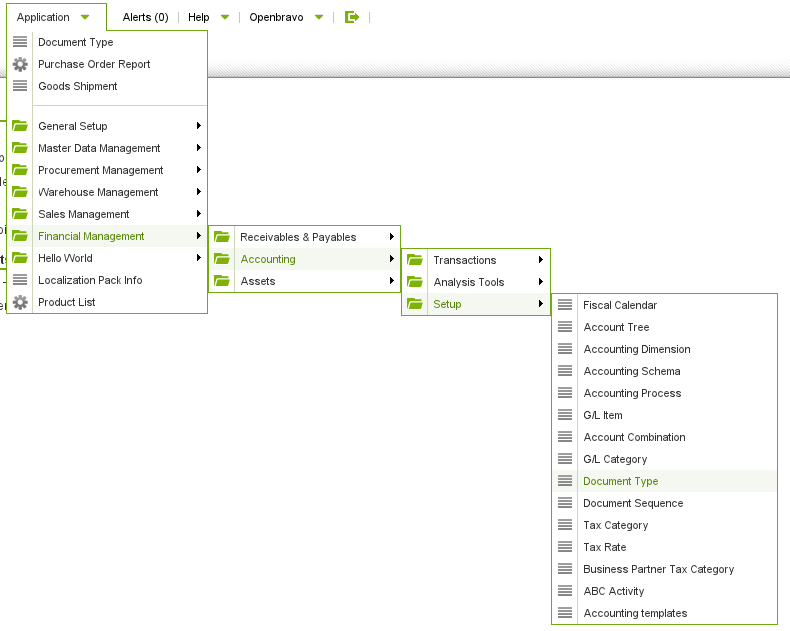 Application
Alerts (0)
Help
Openbravo
Document Type
Purchase Order Report
Goods Shipment
General Setup
Master Data Management
Procurement Management
Warehouse Management
Sales Management
Financial Management
Hello World
Localization Pack Info
Product List
Receivables & Payables
Accounting
Assets
Transactions
Analysis Tools
Setup
Fiscal Calendar
Account Tree
Accounting Dimension
Accounting Schema
Accounting Process
G/L Item
Account Combination
G/L Category
Document Type
Document Sequence
Tax Category
Tax Rate
Business Partner Tax Category
ABC Activity
Accounting templates